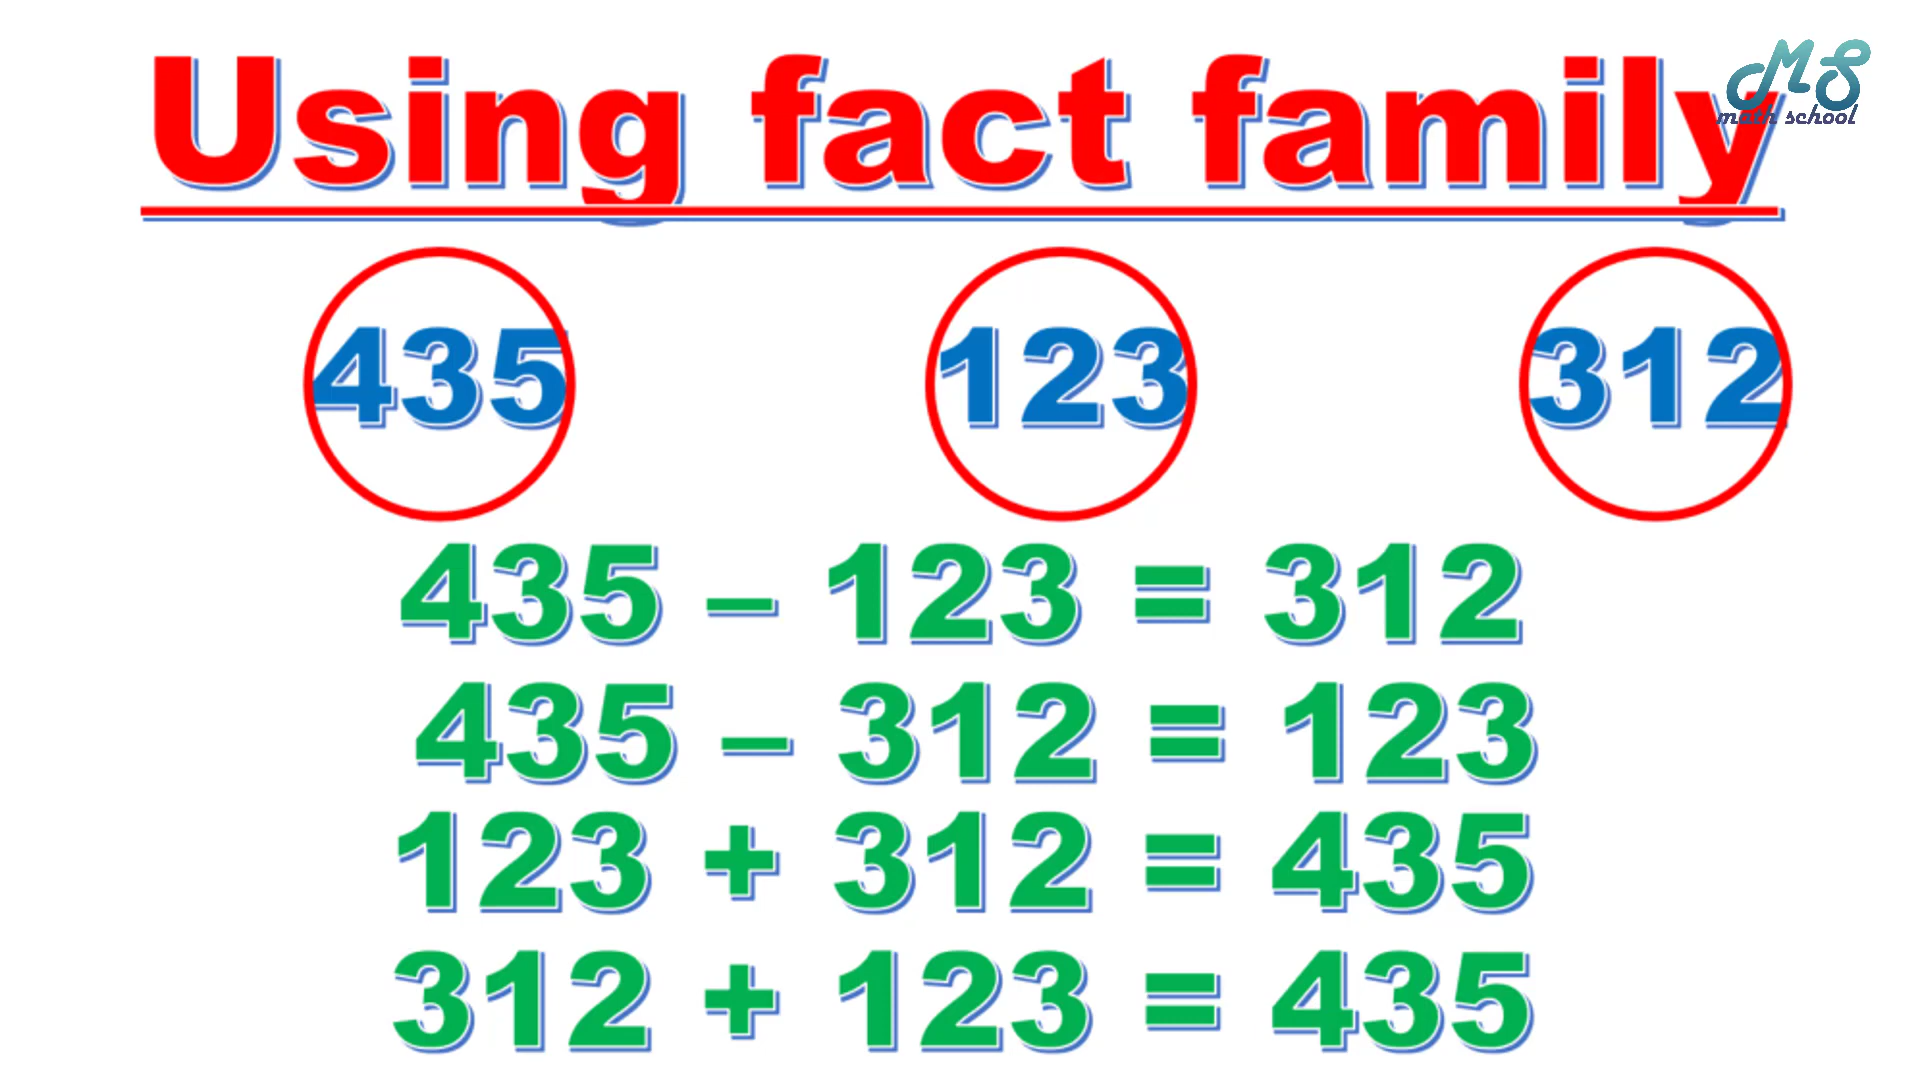 Using fact family
MS
math school
435 123 312
435 – 123 = 312
435 – 312 = 123
123 + 312 = 435
312 + 123 = 435